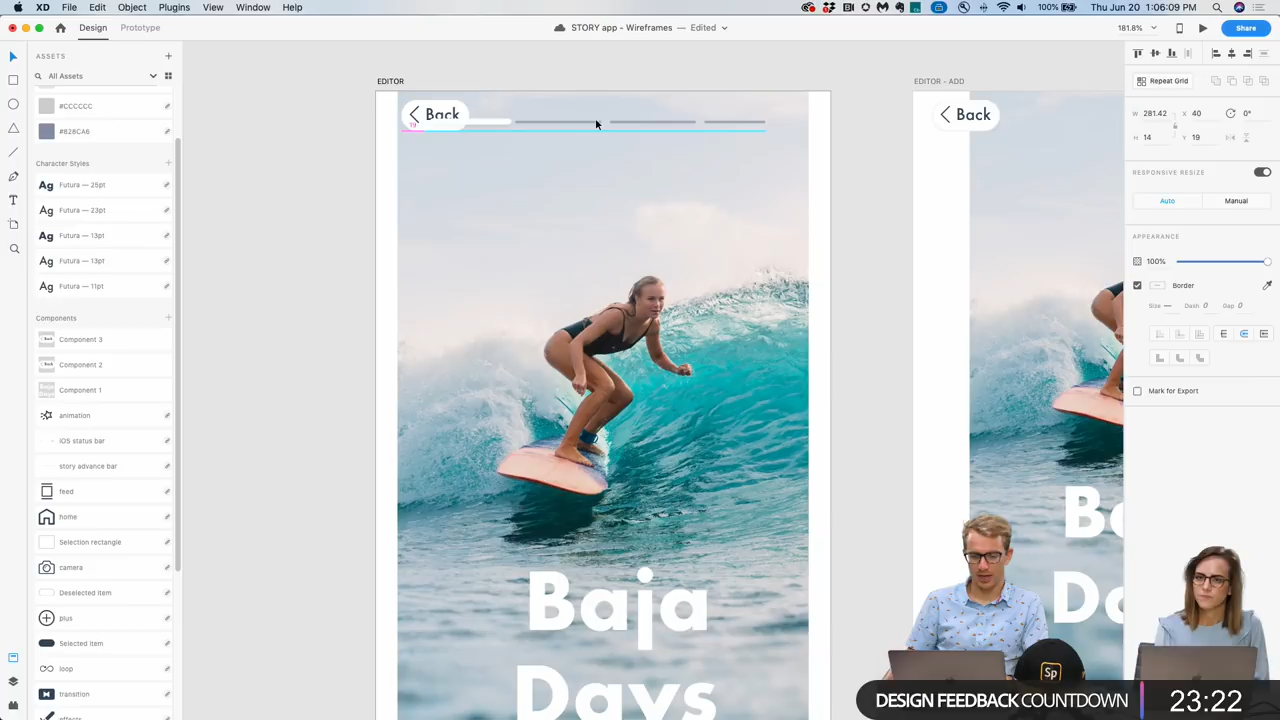 XD File Edit Object Plugins View Window Help
100% Thu Jun 20 1:06:09 PM
Design Prototype
STORY app - Wireframes — Edited
181.8%
Share
ASSETS
All Assets
#CCCCCC
#828CA6
Character Styles
Ag Futura — 25pt
Ag Futura — 23pt
Ag Futura — 13pt
Ag Futura — 13pt
Ag Futura — 11pt
Components
Component 3
Component 2
Component 1
animation
iOS status bar
story advance bar
feed
home
Selection rectangle
camera
Deselected item
plus
Selected item
loop
transition
effects
EDITOR
Back
79
Baja
Days
EDITOR - ADD
Back
Repeat Grid
W 281.42 X 40 0°
H 14 Y 19
RESPONSIVE RESIZE
Auto Manual
APPEARANCE
100%
Border
Size — Dash 0 Gap 0
Mark for Export
Sp
DESIGN FEEDBACK COUNTDOWN 23:22